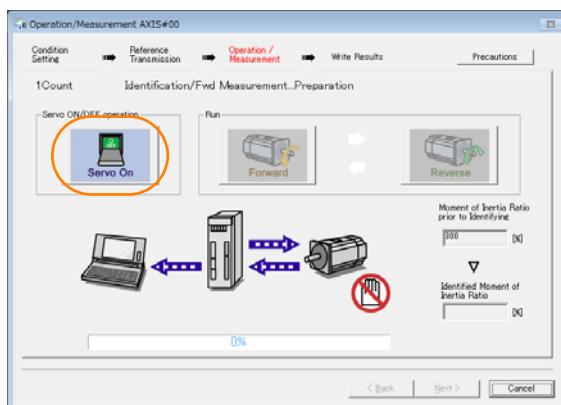 Operation/Measurement AXIS#00
Condition Setting
Reference Transmission
Operation / Measurement
Write Results
Precautions
1Count Identification/Fwd Measurement...Preparation
Servo ON/OFF operation
Run
Servo On
Forward
Reverse
Moment of Inertia Ratio
prior to Identifying
300 [%]
Identified Moment of
Inertia Ratio
[%]
0%
< Back
Next >
Cancel